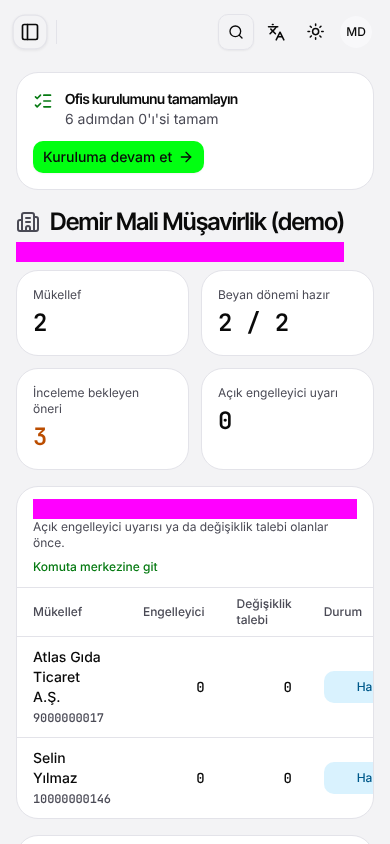 MD
Ofis kurulumunu tamamlayın
6 adımdan 0'ı'si tamam
Kuruluma devam et
Demir Mali Müşavirlik (demo)
Mükellef
2
Beyan dönemi hazır
2 / 2
İnceleme bekleyen
öneri
3
Açık engelleyici uyarı
0
Açık engelleyici uyarısı ya da değişiklik talebi olanlar
önce.
Komuta merkezine git
Mükellef Engelleyici Değişiklik talebi Durum
Atlas Gıda
Ticaret
A.Ş.
9000000017
0 0 Ha
Selin
Yılmaz
10000000146
0 0 Ha